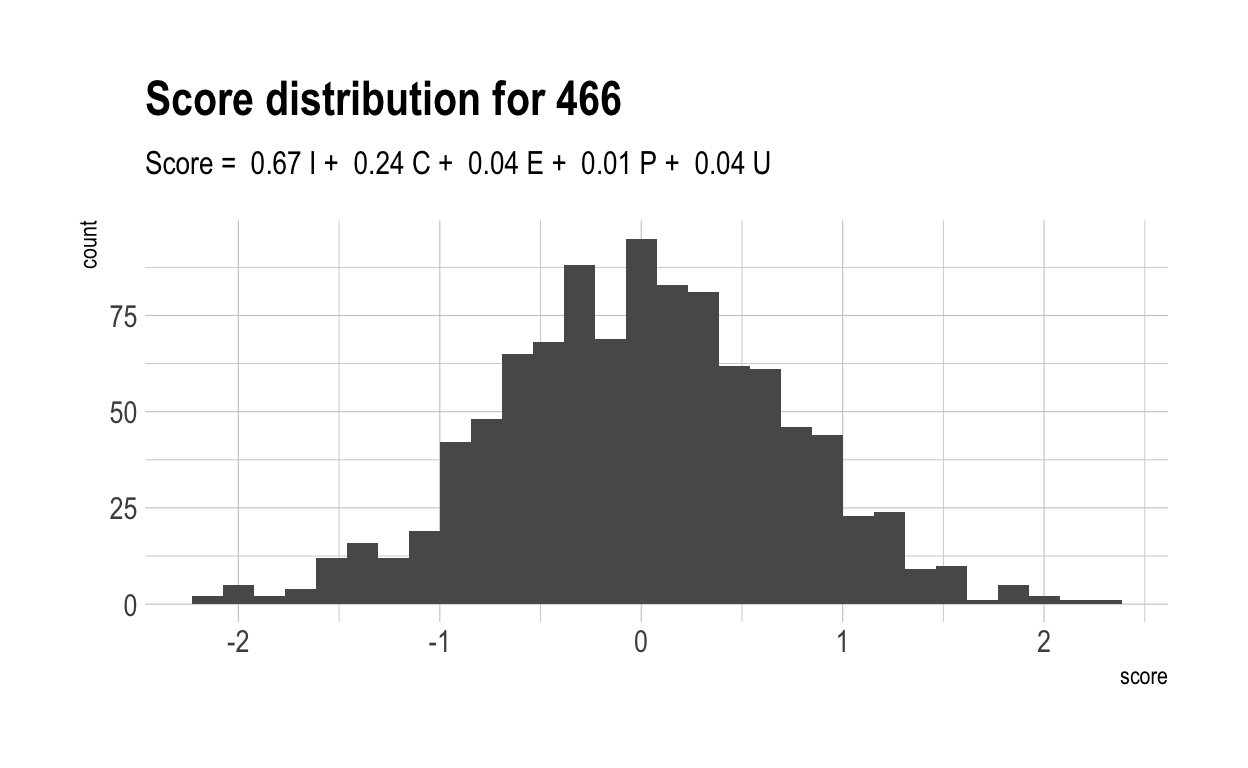 Score distribution for 466
Score =  0.67 I +  0.24 C +  0.04 E +  0.01 P +  0.04 U
count
75
50
25
0
-2 -1 0 1 2
score